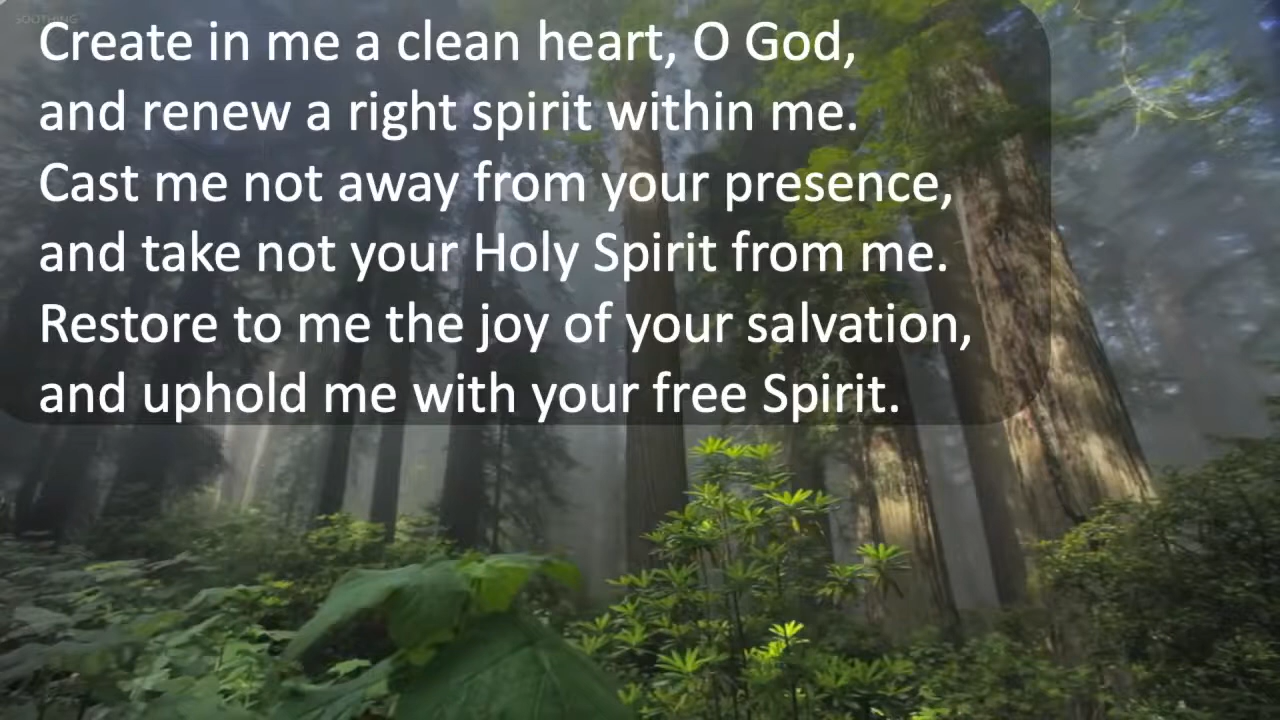 SOOTHING
Create in me a clean heart, O God,
and renew a right spirit within me.
Cast me not away from your presence,
and take not your Holy Spirit from me.
Restore to me the joy of your salvation,
and uphold me with your free Spirit.